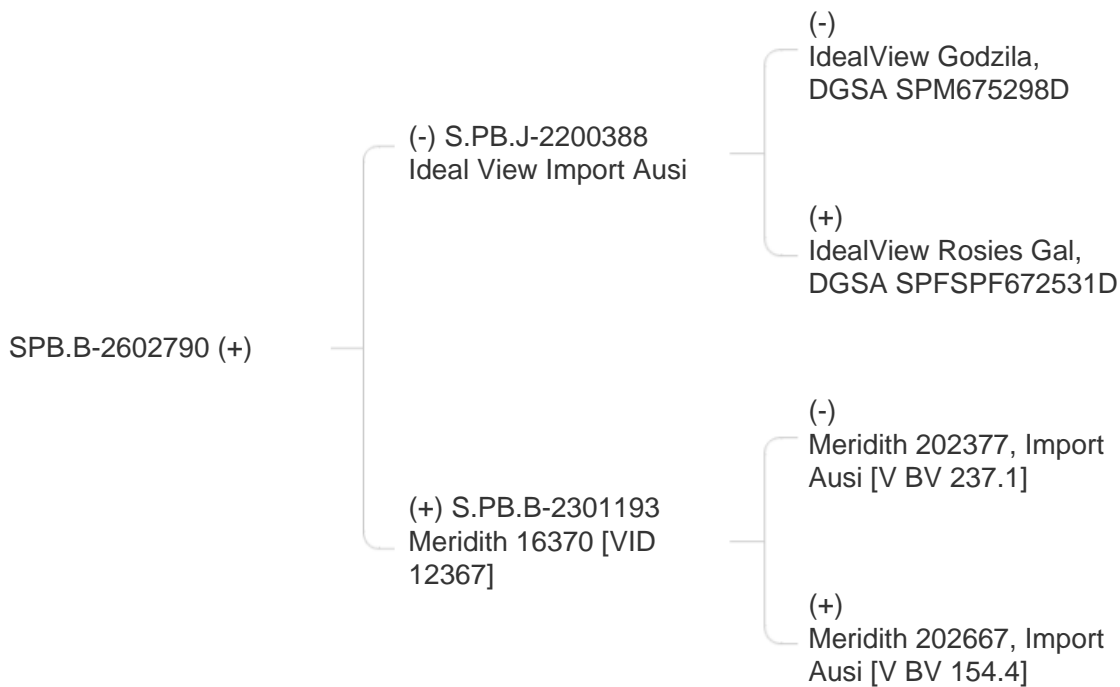 (-)
IdealView Godzila,
DGSA SPM675298D
(-) S.PB.J-2200388
Ideal View Import Ausi
(+)
IdealView Rosies Gal,
DGSA SPFSPF672531D
SPB.B-2602790 (+)
(-)
Meridith 202377, Import
Ausi [V BV 237.1]
(+) S.PB.B-2301193
Meridith 16370 [VID
12367]
(+)
Meridith 202667, Import
Ausi [V BV 154.4]